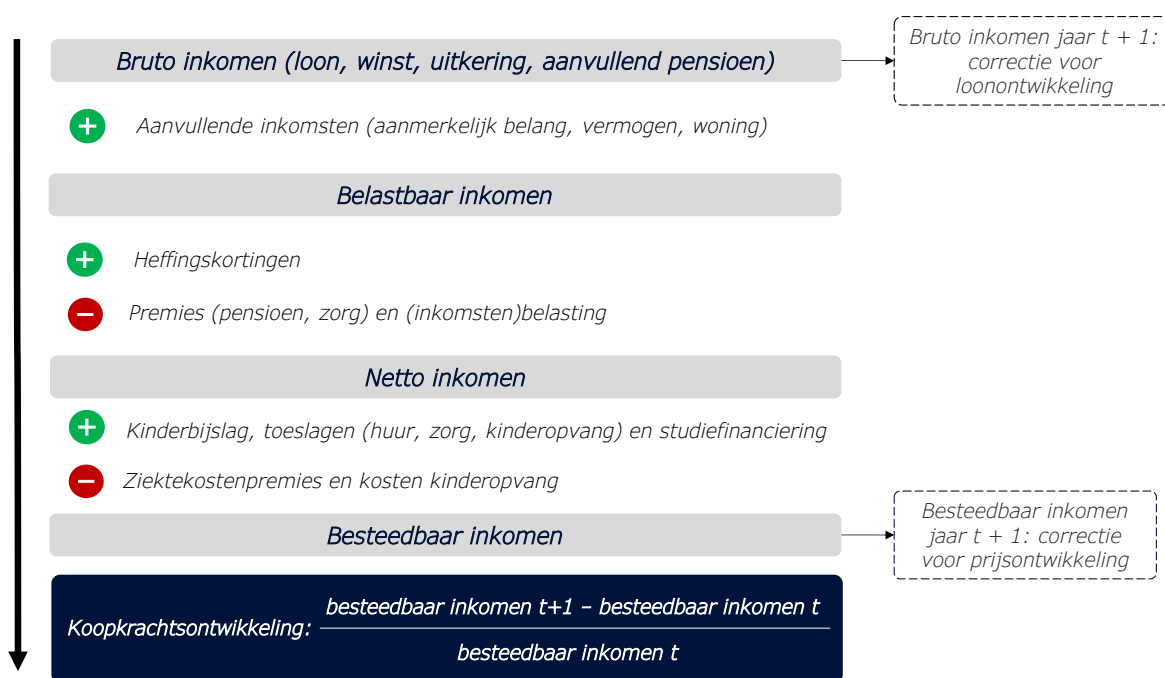 Bruto inkomen (loon, winst, uitkering, aanvullend pensioen)
Bruto inkomen jaar t + 1:
correctie voor
loonontwikkeling
+ Aanvullende inkomsten (aanmerkelijk belang, vermogen, woning)
Belastbaar inkomen
+ Heffingskortingen
− Premies (pensioen, zorg) en (inkomsten)belasting
Netto inkomen
+ Kinderbijslag, toeslagen (huur, zorg, kinderopvang) en studiefinanciering
− Ziektekostenpremies en kosten kinderopvang
Besteedbaar inkomen
Besteedbaar inkomen
jaar t + 1: correctie
voor prijsontwikkeling
Koopkrachtsontwikkeling:
besteedbaar inkomen t+1 – besteedbaar inkomen t
besteedbaar inkomen t